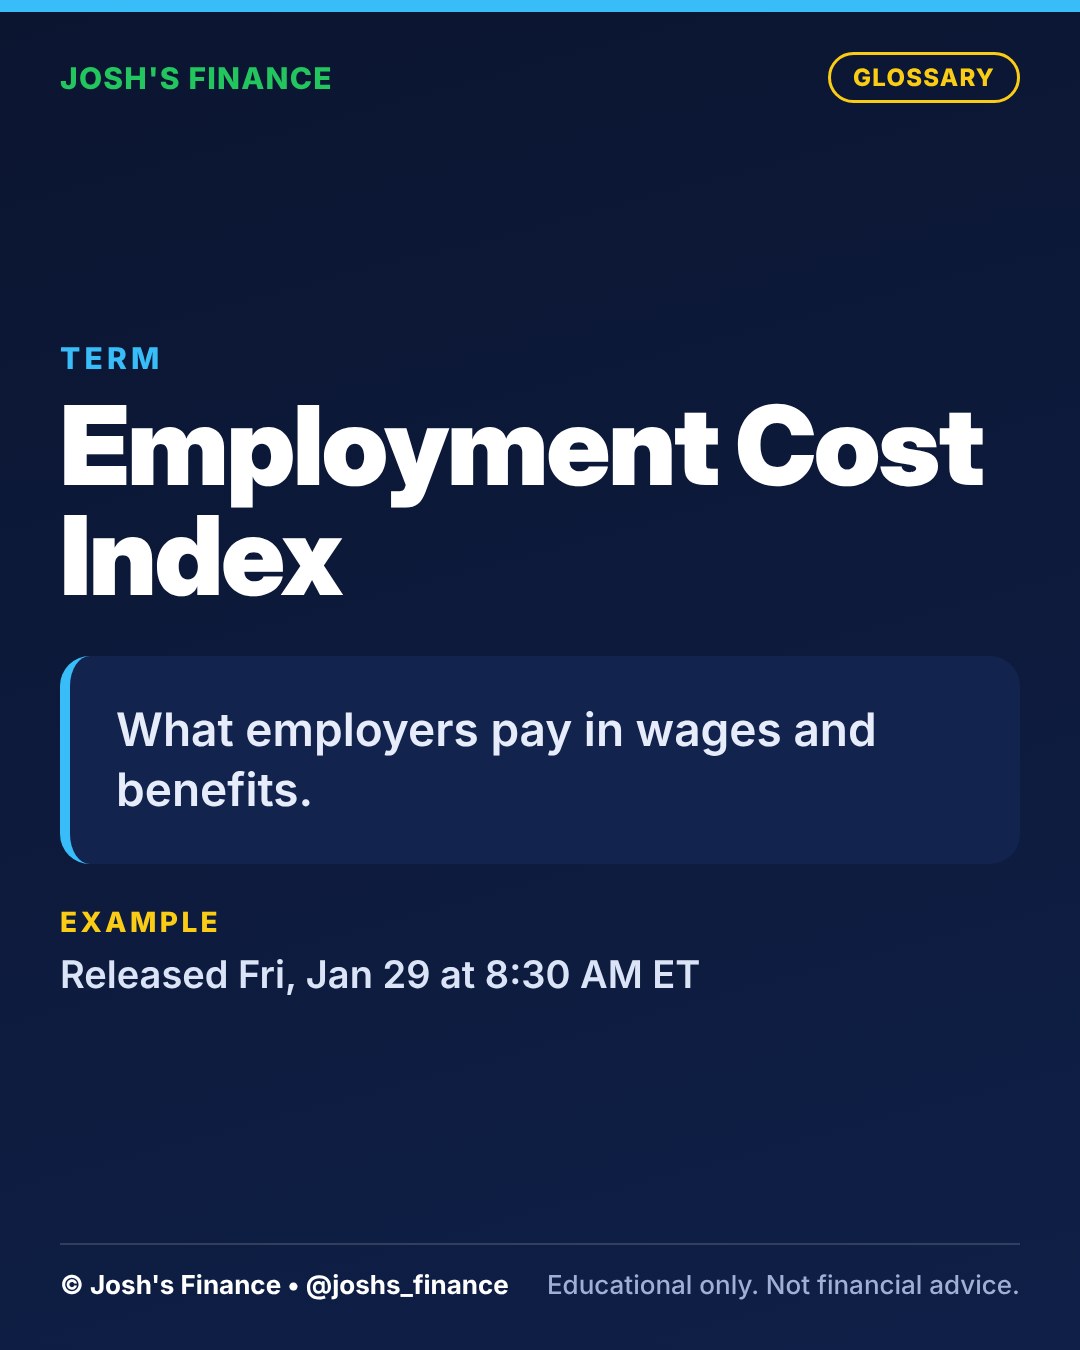 JOSH'S FINANCE
GLOSSARY
TERM
Employment Cost
Index
What employers pay in wages and
benefits.
EXAMPLE
Released Fri, Jan 29 at 8:30 AM ET
© Josh's Finance • @joshs_finance
Educational only. Not financial advice.